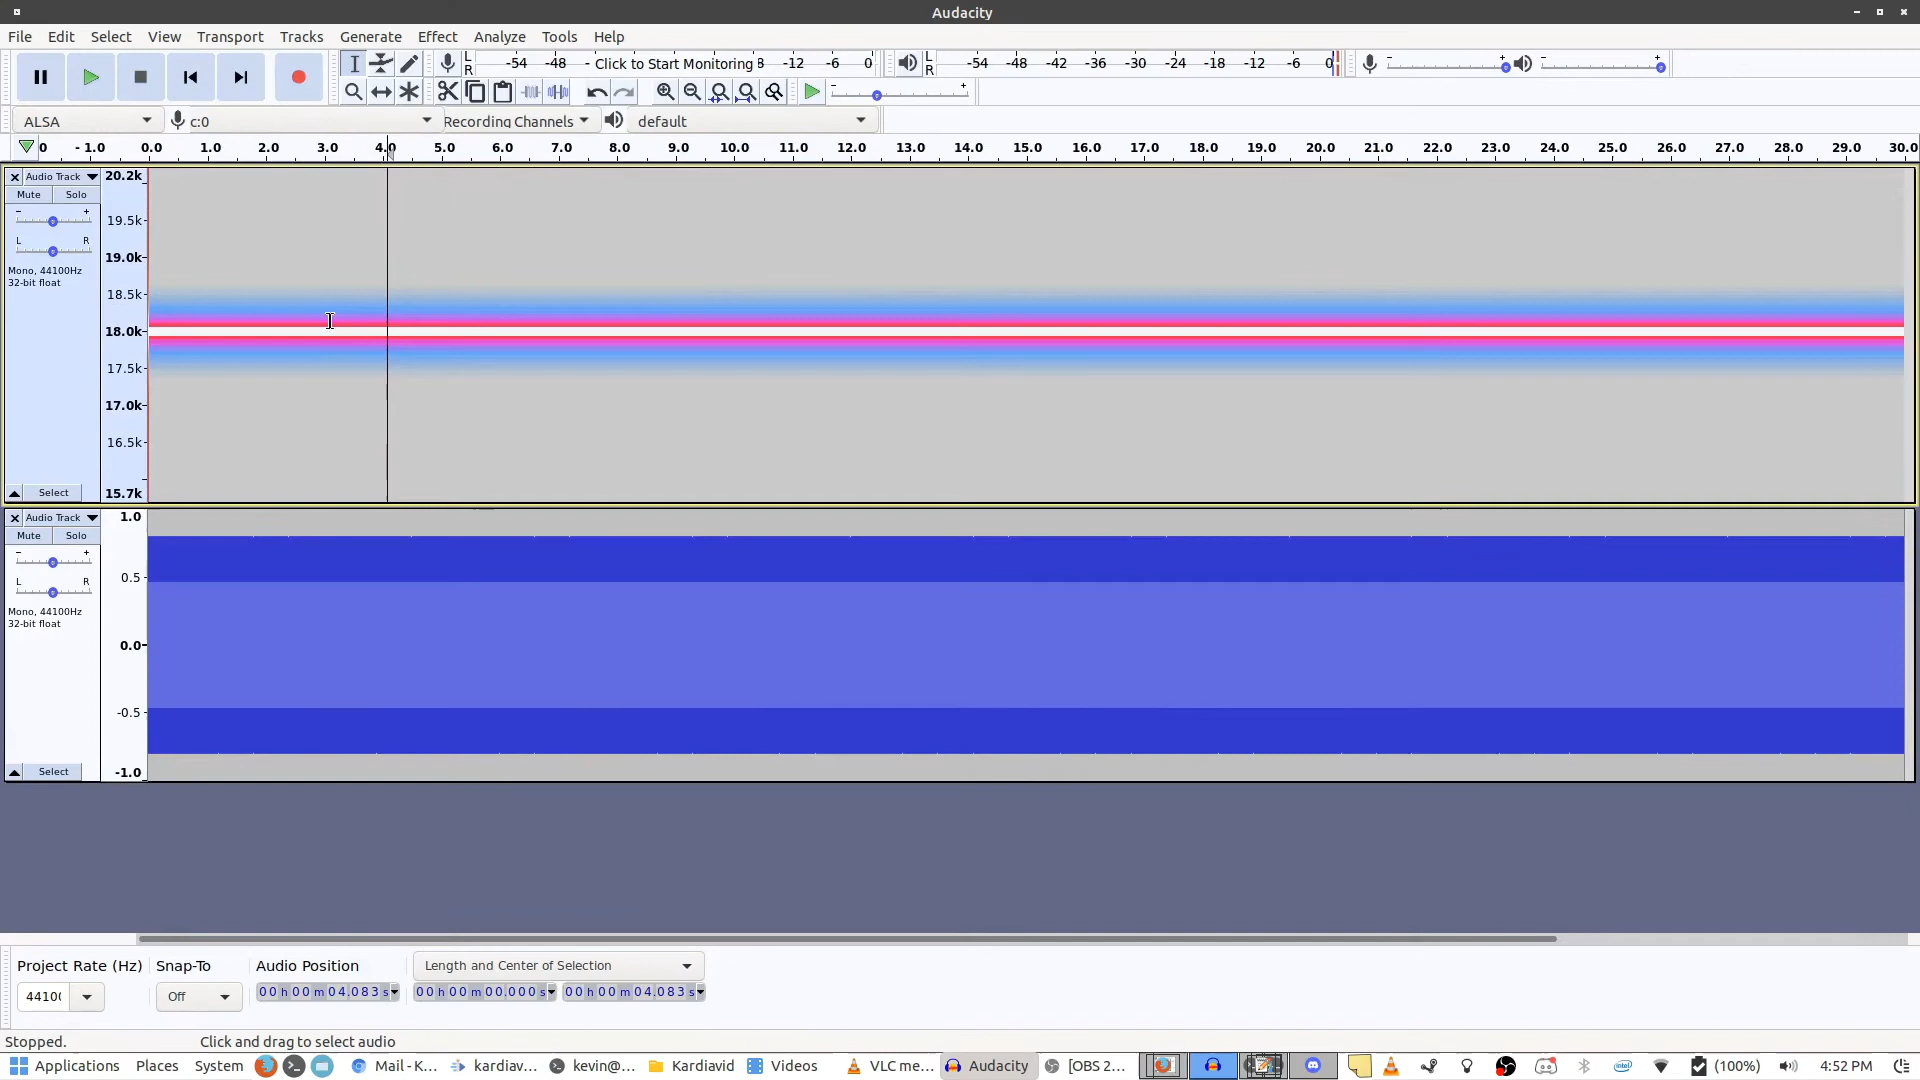 Audacity
File Edit Select View Transport Tracks Generate Effect Analyze Tools Help
L R -54 -48 - Click to Start Monitoring -12 -6 0 L R -54 -48 -42 -36 -30 -24 -18 -12 -6 0
ALSA c:0 Recording Channels default
0 - 1.0 0.0 1.0 2.0 3.0 4.0 5.0 6.0 7.0 8.0 9.0 10.0 11.0 12.0 13.0 14.0 15.0 16.0 17.0 18.0 19.0 20.0 21.0 22.0 23.0 24.0 25.0 26.0 27.0 28.0 29.0 30.0
Audio Track
Mute Solo
- +
L R
Mono, 44100Hz
32-bit float
Select
20.2k
19.5k
19.0k
18.5k
18.0k
17.5k
17.0k
16.5k
15.7k
Audio Track
Mute Solo
- +
L R
Mono, 44100Hz
32-bit float
Select
1.0
0.5
0.0
-0.5
-1.0
Project Rate (Hz) Snap-To Audio Position Length and Center of Selection
4410 Off 00 h 00 m 04.083 s 00 h 00 m 00.000 s 00 h 00 m 04.083 s
Stopped. Click and drag to select audio
Applications Places System Mail - K... kardiav... kevin@... Kardiavid Videos VLC me... Audacity [OBS 2... (100%) 4:52 PM